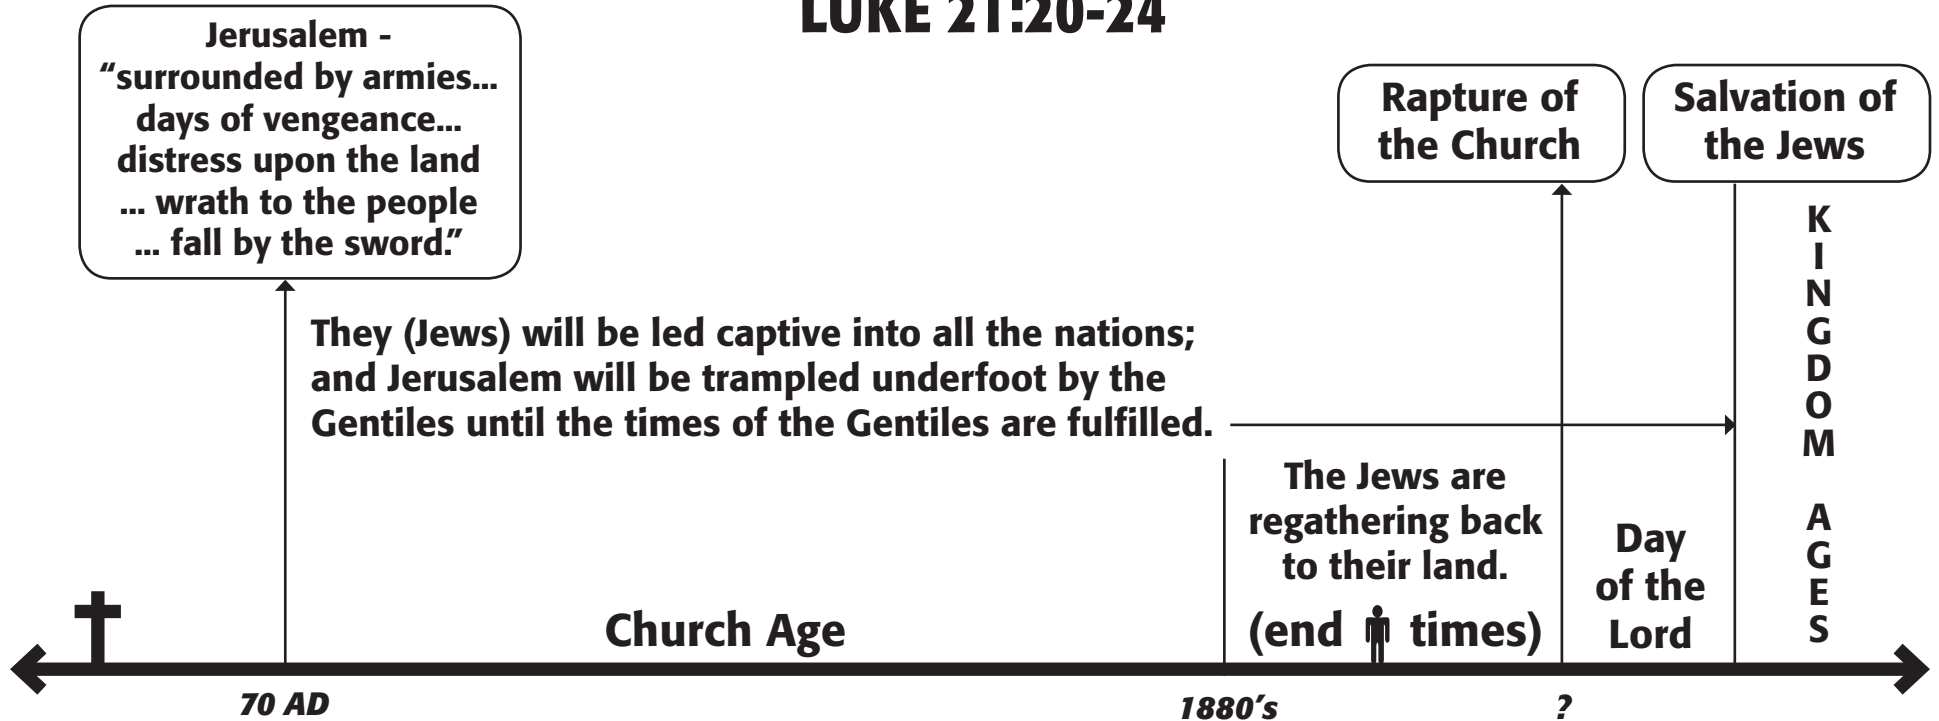 LUKE 21:20-24
Jerusalem -
“surrounded by armies...
days of vengeance...
distress upon the land
... wrath to the people
... fall by the sword.”
Rapture of
the Church
Salvation of
the Jews
They (Jews) will be led captive into all the nations;
and Jerusalem will be trampled underfoot by the
Gentiles until the times of the Gentiles are fulfilled.
The Jews are
regathering back
to their land.
(end times)
Church Age
Day
of the
Lord
KINGDOM AGES
70 AD
1880’s
?